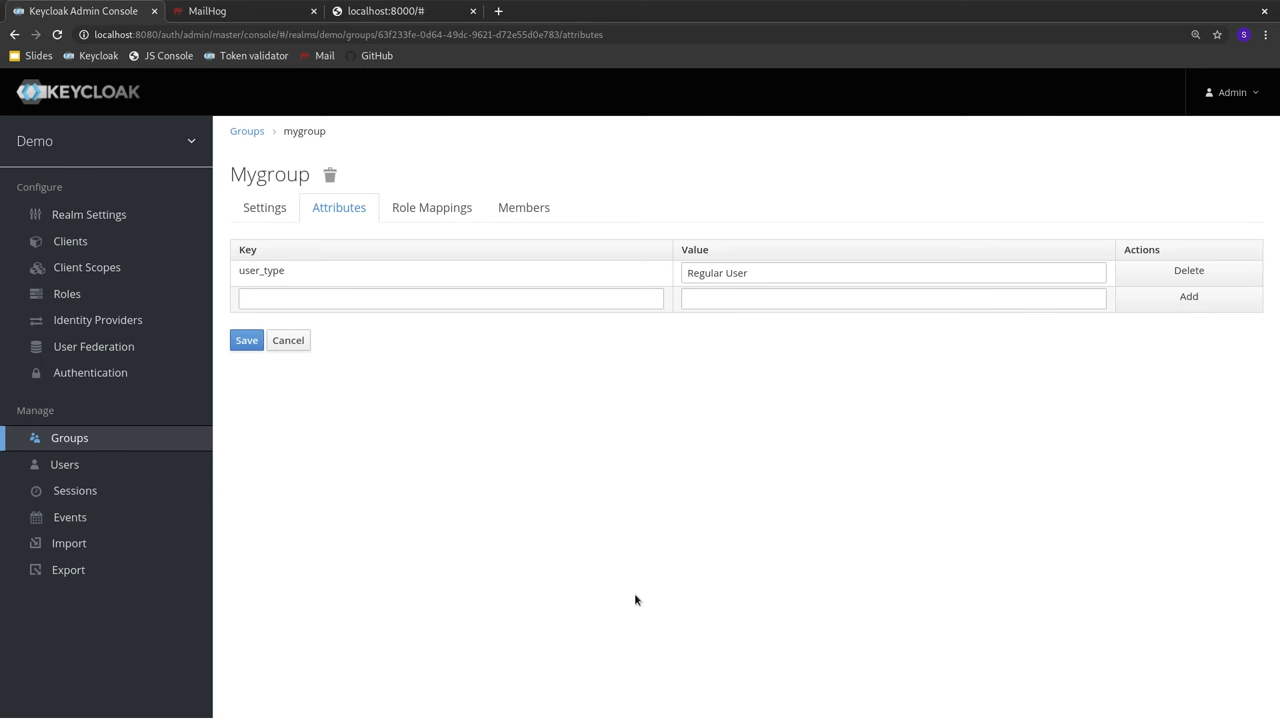 Keycloak Admin Console
MailHog
localhost:8000/#
localhost:8080/auth/admin/master/console/#/realms/demo/groups/63f233fe-0d64-49dc-9621-d72e55d0e783/attributes
S
Slides
Keycloak
JS Console
Token validator
Mail
GitHub
KEYCLOAK
Admin
Demo
Configure
Realm Settings
Clients
Client Scopes
Roles
Identity Providers
User Federation
Authentication
Manage
Groups
Users
Sessions
Events
Import
Export
Groups > mygroup
Mygroup
Settings
Attributes
Role Mappings
Members
Key
Value
Actions
user_type
Regular User
Delete
Add
Save
Cancel